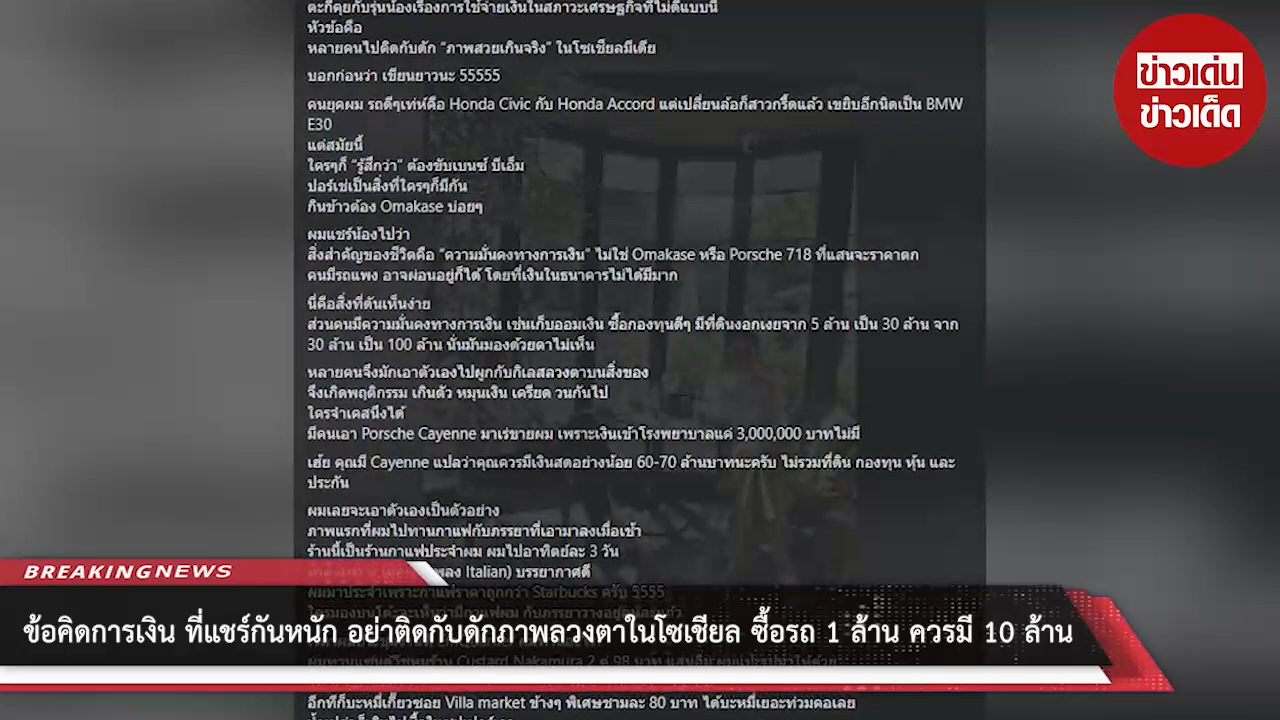 ตะก็คุยกับรุ่นน้องเรื่องการใช้จ่ายเงินในสภาวะเศรษฐกิจที่ไม่ดีแบบนี้
หัวข้อคือ
หลายคนไปติดกับดัก "ภาพสวยเกินจริง" ในโซเชียลมีเดีย
บอกก่อนว่า เขียนยาวนะ 55555
คนยุคผม รถดีๆเท่ห์คือ Honda Civic กับ Honda Accord แต่เปลี่ยนล้อก็สาวกรี๊ดแล้ว เขยิบอีกนิดเป็น BMW
E30
แต่สมัยนี้
ใครๆก็ "รู้สึกว่า" ต้องขับเบนซ์ บีเอ็ม
ปอร์เช่เป็นสิ่งที่ใครๆก็มีกัน
กินข้าวต้อง Omakase บ่อยๆ
ผมแชร์น้องไปว่า
สิ่งสำคัญของชีวิตคือ "ความมั่นคงทางการเงิน" ไม่ใช่ Omakase หรือ Porsche 718 ที่แสนจะราคาตก
คนมีรถแพง อาจผ่อนอยู่ก็ได้ โดยที่เงินในธนาคารไม่ได้มีมาก
นี่คือสิ่งที่ตันเห็นง่าย
ส่วนคนมีความมั่นคงทางการเงิน เช่นเก็บออมเงิน ซื้อกองทุนดีๆ มีที่ดินงอกเงยจาก 5 ล้าน เป็น 30 ล้าน จาก
30 ล้าน เป็น 100 ล้าน นั่นมันมองด้วยตาไม่เห็น
หลายคนจึงมักเอาตัวเองไปผูกกับกิเลสลวงตาบนสิ่งของ
จึงเกิดพฤติกรรม เกินตัว หมุนเงิน เครียด วนกันไป
ใครจำเคสนึงได้
มีคนเอา Porsche Cayenne มาเร่ขายผม เพราะเงินเข้าโรงพยาบาลแค่ 3,000,000 บาทไม่มี
เฮ้ย คุณมี Cayenne แปลว่าคุณควรมีเงินสดอย่างน้อย 60-70 ล้านบาทนะครับ ไม่รวมที่ดิน กองทุน หุ้น และ
ประกัน
ผมเลยจะเอาตัวเองเป็นตัวอย่าง
ภาพแรกที่ผมไปทานกาแฟกับภรรยาที่เอามาลงเมื่อเช้า
ร้านนี้เป็นร้านกาแฟประจำผม ผมไปอาทิตย์ละ 3 วัน
เพลง Italian) บรรยากาศดี
ผมมาประจำเพราะกาแฟราคาถูกกว่า Starbucks ครับ 5555
Custard Nakamura 2 คู่ 98 บาท
อีกที่ก็บะหมี่เกี๊ยวซอย Villa market ข้างๆ พิเศษชามละ 80 บาท ได้บะหมี่เยอะท่วมคอเลย
ข่าวเด่น
ข่าวเด็ด
BREAKINGNEWS
ข้อคิดการเงิน ที่แชร์กันหนัก อย่าติดกับดักภาพลวงตาในโซเชียล ซื้อรถ 1 ล้าน ควรมี 10 ล้าน